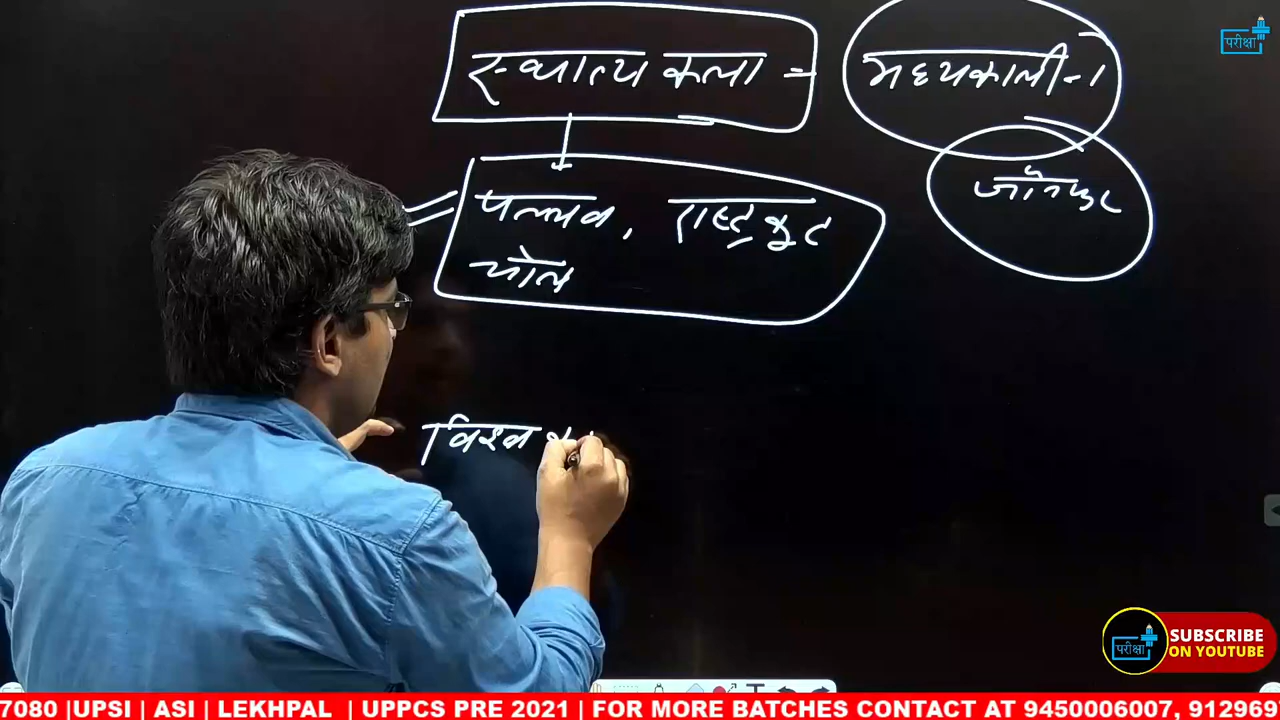 स्थापत्य कला = मध्यकालीन
परीक्षा
जौनपुर
पल्लव, राष्ट्रकूट
चोल
विश्व
परीक्षा
SUBSCRIBE
ON YOUTUBE
7080 |UPSI | ASI | LEKHPAL | UPPCS PRE 2021 | FOR MORE BATCHES CONTACT AT 9450006007, 912969